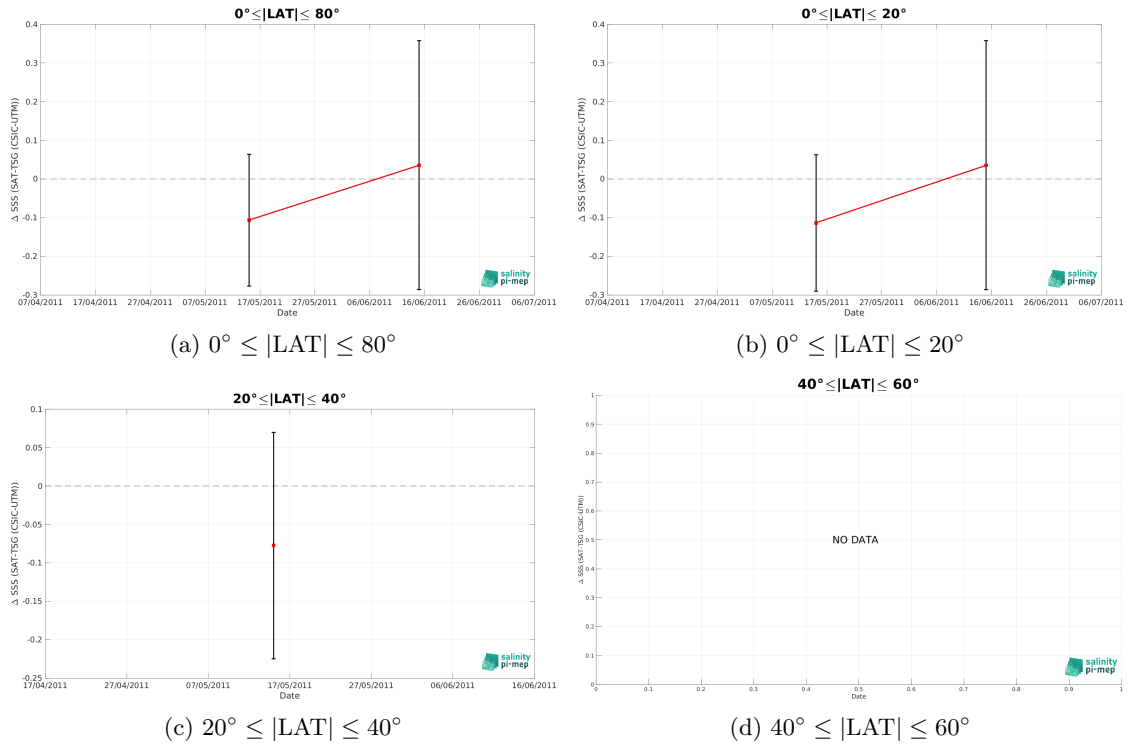 0°≤|LAT|≤ 80°
0.4
0.3
0.2
0.1
0
-0.1
-0.2
-0.3
Δ SSS (SAT-TSG (CSIC-UTM))
07/04/2011 17/04/2011 27/04/2011 07/05/2011 17/05/2011 27/05/2011 06/06/2011 16/06/2011 26/06/2011 06/07/2011
Date
salinity
pi-mep
(a) 0° ≤ |LAT| ≤ 80°
0°≤|LAT|≤ 20°
0.4
0.3
0.2
0.1
0
-0.1
-0.2
-0.3
Δ SSS (SAT-TSG (CSIC-UTM))
07/04/2011 17/04/2011 27/04/2011 07/05/2011 17/05/2011 27/05/2011 06/06/2011 16/06/2011 26/06/2011 06/07/2011
Date
salinity
pi-mep
(b) 0° ≤ |LAT| ≤ 20°
20°≤|LAT|≤ 40°
0.1
0.05
0
-0.05
-0.1
-0.15
-0.2
-0.25
Δ SSS (SAT-TSG (CSIC-UTM))
17/04/2011 27/04/2011 07/05/2011 17/05/2011 27/05/2011 06/06/2011 16/06/2011
Date
salinity
pi-mep
(c) 20° ≤ |LAT| ≤ 40°
40°≤|LAT|≤ 60°
1
0.9
0.8
0.7
0.6
0.5
0.4
0.3
0.2
0.1
0
Δ SSS (SAT-TSG (CSIC-UTM))
NO DATA
0 0.1 0.2 0.3 0.4 0.5 0.6 0.7 0.8 0.9 1
Date
salinity
pi-mep
(d) 40° ≤ |LAT| ≤ 60°